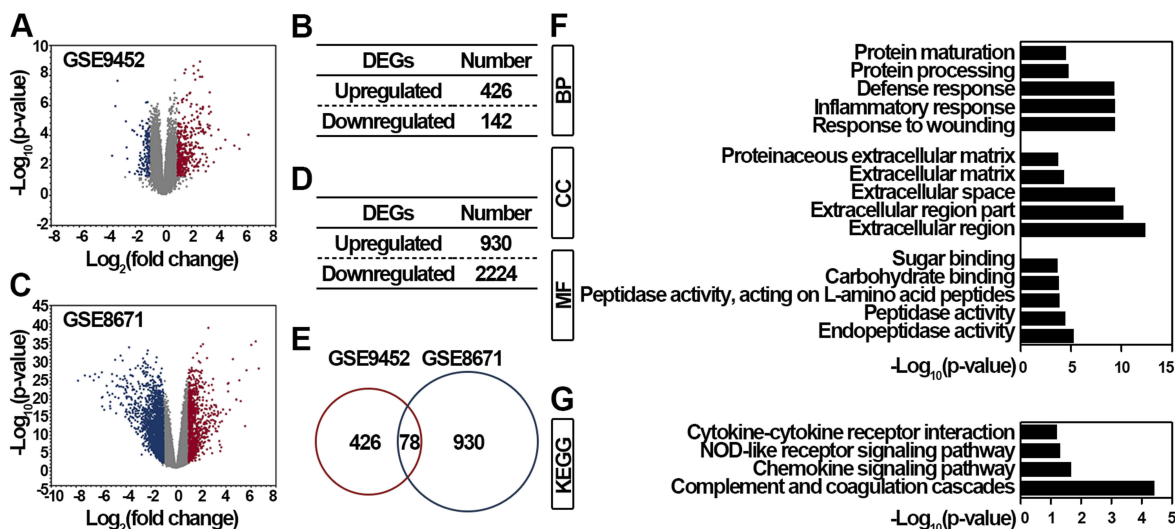 A
GSE9452
-Log10(p-value)
10
8
6
4
2
0
-2
-8 -6 -4 -2 0 2 4 6 8
Log2(fold change)
B
DEGs Number
Upregulated 426
Downregulated 142
C
GSE8671
-Log10(p-value)
45
40
35
30
25
20
15
10
5
0
-5
-10 -8 -6 -4 -2 0 2 4 6 8
Log2(fold change)
D
DEGs Number
Upregulated 930
Downregulated 2224
E
GSE9452 GSE8671
426 78 930
F
BP
Protein maturation
Protein processing
Defense response
Inflammatory response
Response to wounding
CC
Proteinaceous extracellular matrix
Extracellular matrix
Extracellular space
Extracellular region part
Extracellular region
MF
Sugar binding
Carbohydrate binding
Peptidase activity, acting on L-amino acid peptides
Peptidase activity
Endopeptidase activity
0 5 10 15
-Log10(p-value)
G
KEGG
Cytokine-cytokine receptor interaction
NOD-like receptor signaling pathway
Chemokine signaling pathway
Complement and coagulation cascades
0 1 2 3 4 5
-Log10(p-value)